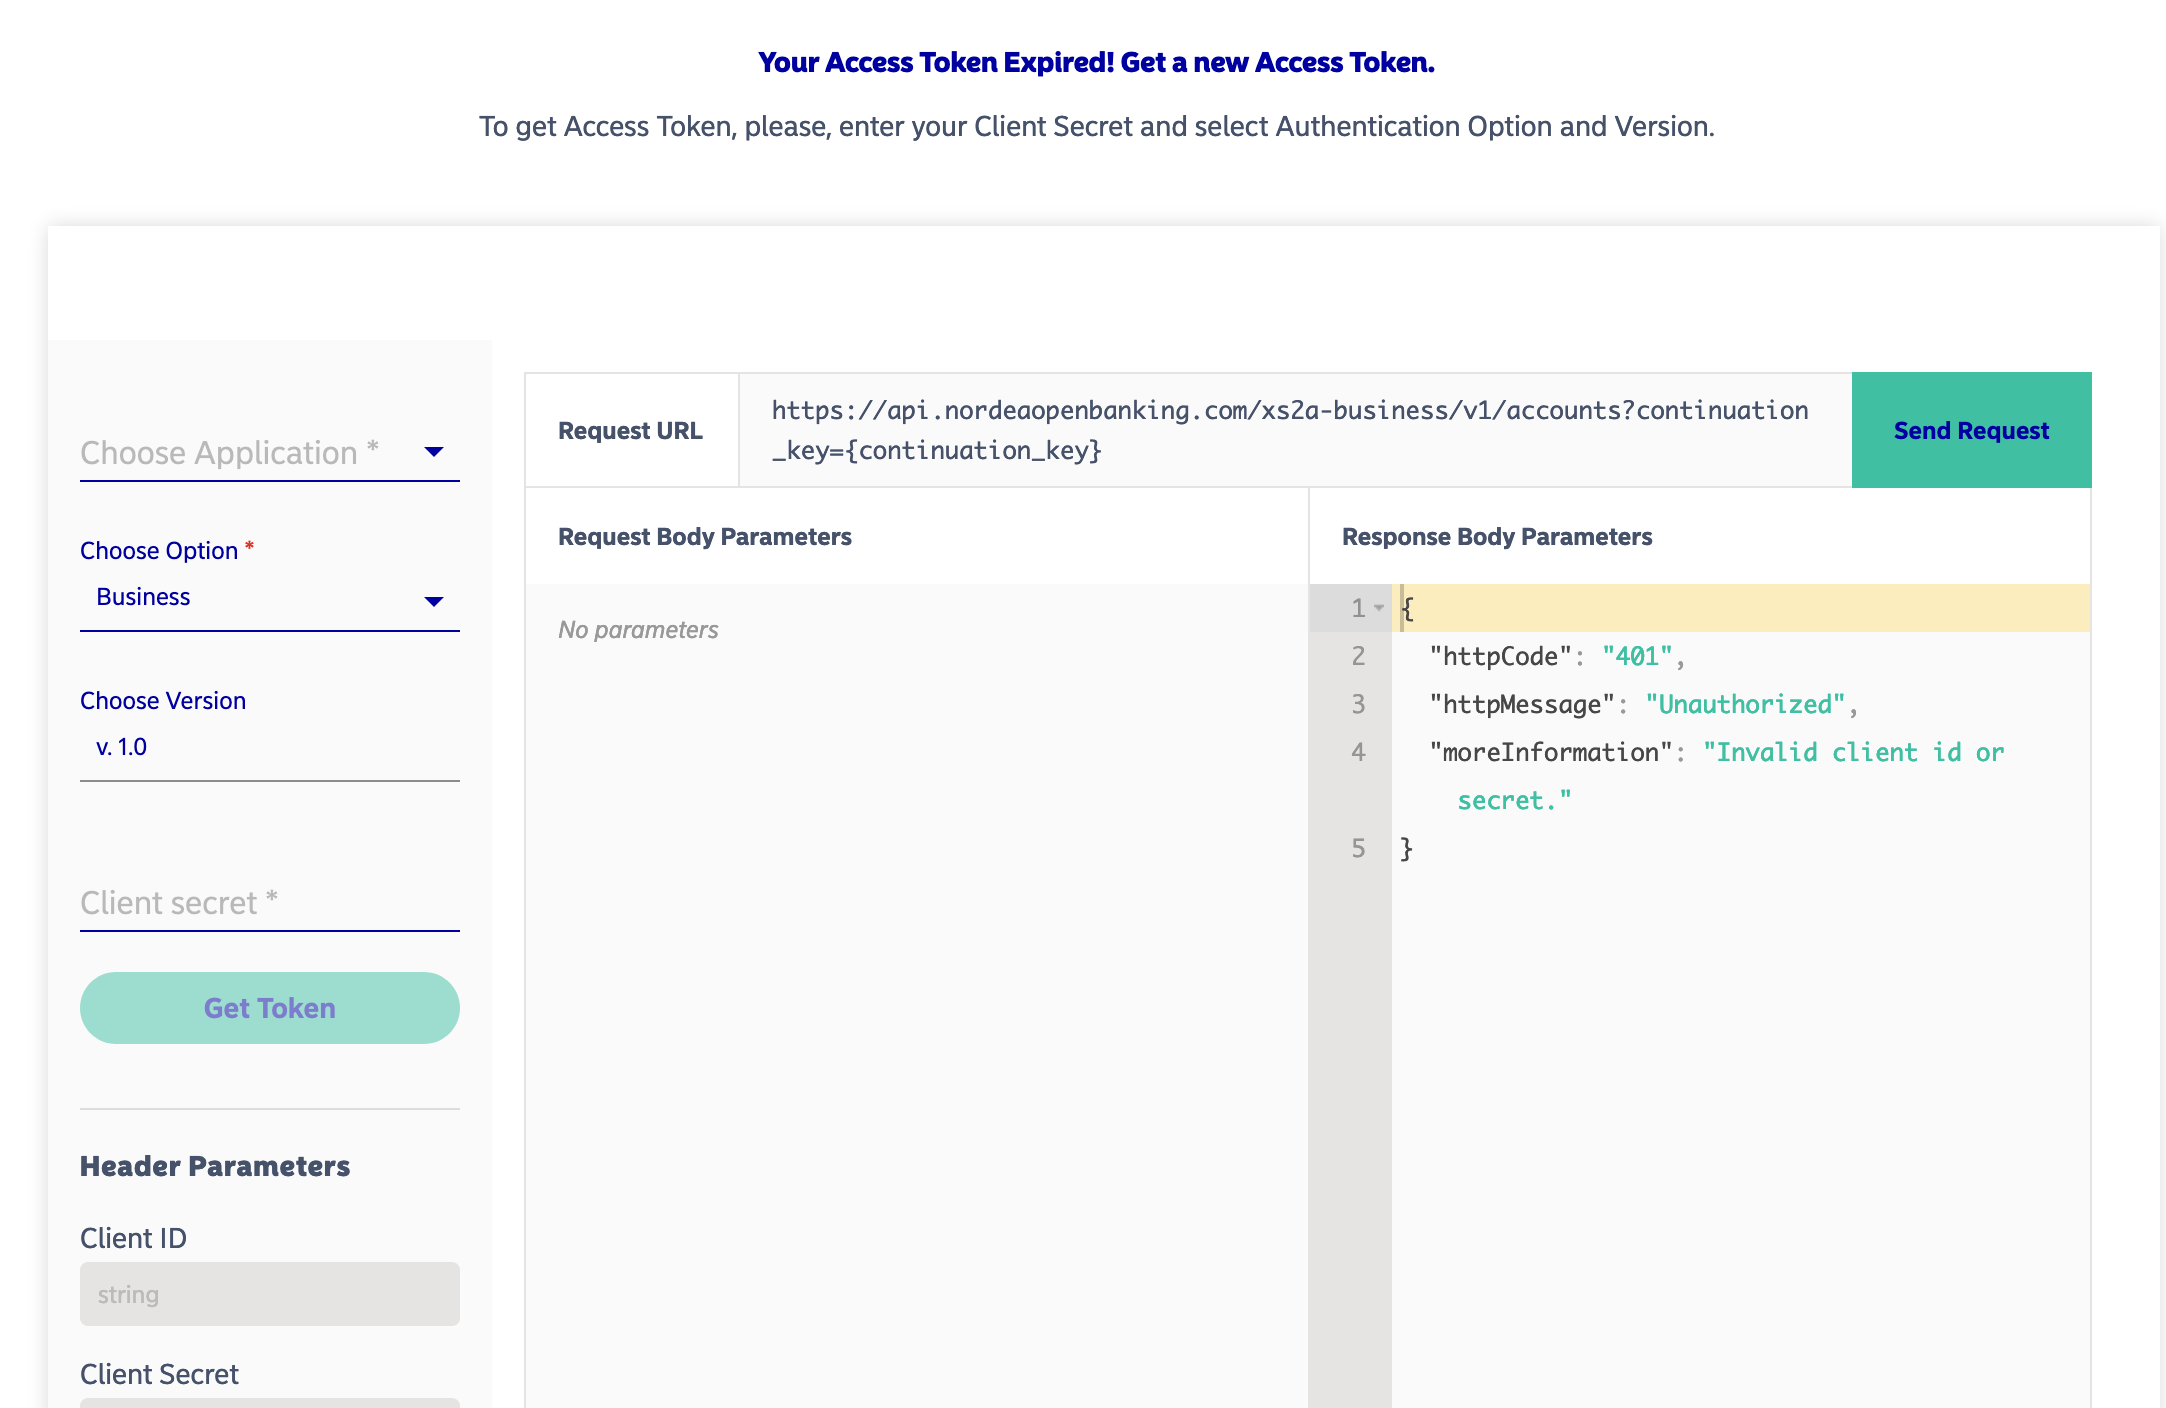 Your Access Token Expired! Get a new Access Token.
To get Access Token, please, enter your Client Secret and select Authentication Option and Version.
Choose Application *
Choose Option *
Business
Choose Version
v. 1.0
Client secret *
Get Token
Header Parameters
Client ID
string
Client Secret
Request URL
https://api.nordeaopenbanking.com/xs2a-business/v1/accounts?continuation
_key={continuation_key}
Send Request
Request Body Parameters
No parameters
Response Body Parameters
1 {
2 "httpCode": "401",
3 "httpMessage": "Unauthorized",
4 "moreInformation": "Invalid client id or
secret."
5 }